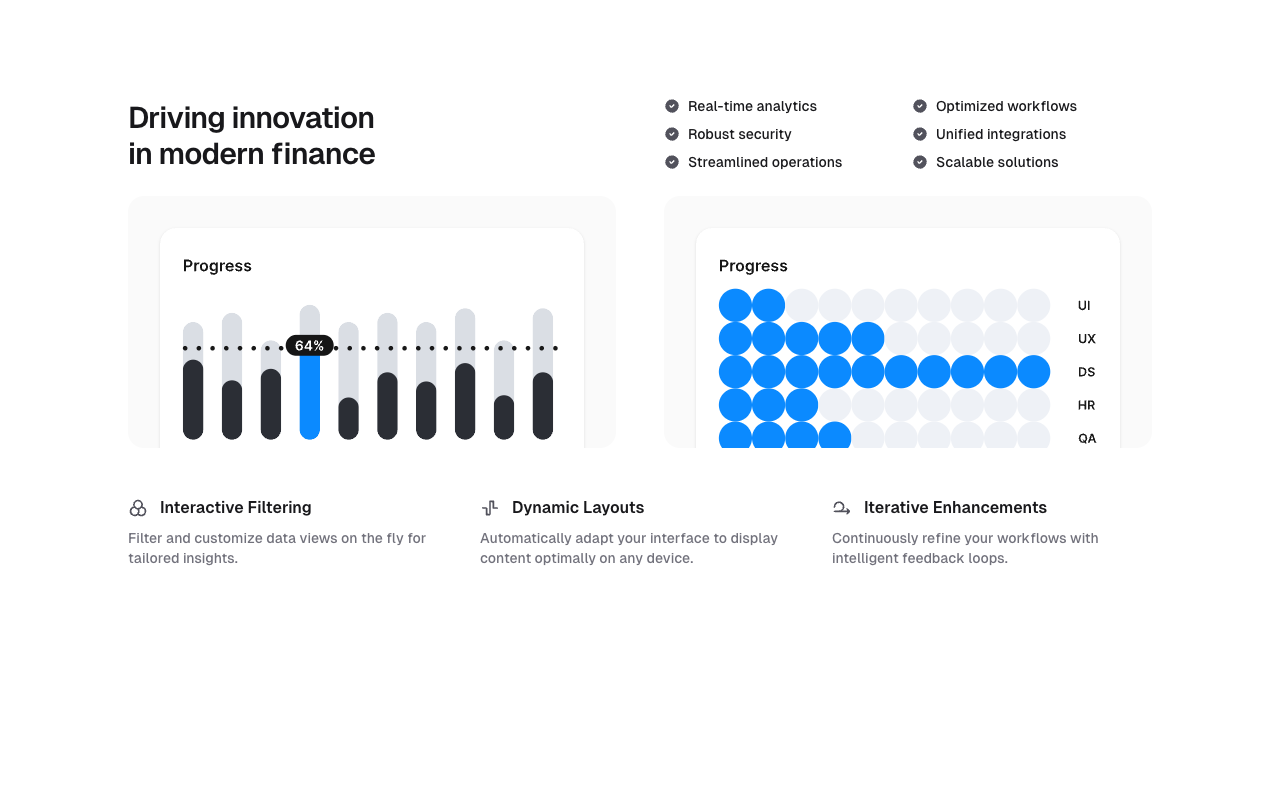 Driving innovation
in modern finance
Real-time analytics
Robust security
Streamlined operations
Optimized workflows
Unified integrations
Scalable solutions
Progress
64%
Progress
UI
UX
DS
HR
QA
Interactive Filtering
Filter and customize data views on the fly for
tailored insights.
Dynamic Layouts
Automatically adapt your interface to display
content optimally on any device.
Iterative Enhancements
Continuously refine your workflows with
intelligent feedback loops.